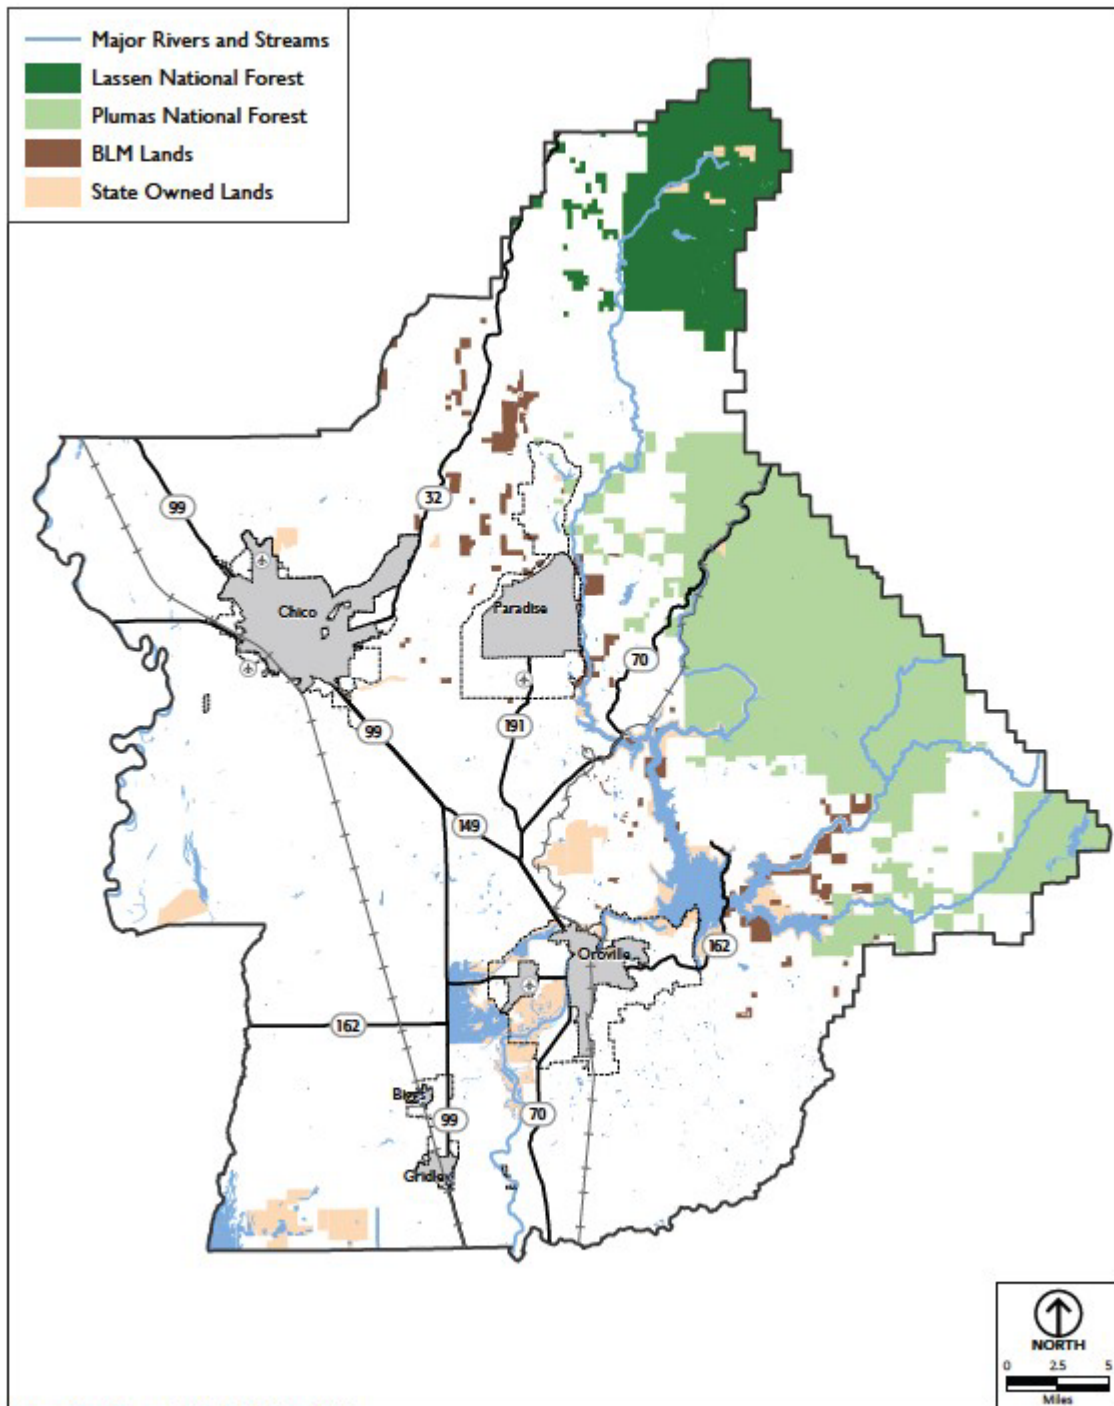 Major Rivers and Streams
Lassen National Forest
Plumas National Forest
BLM Lands
State Owned Lands
99
32
Chico
Paradise
70
99
191
149
Oroville
162
162
Biggs
99
70
Gridley
NORTH
0 2.5 5
Miles